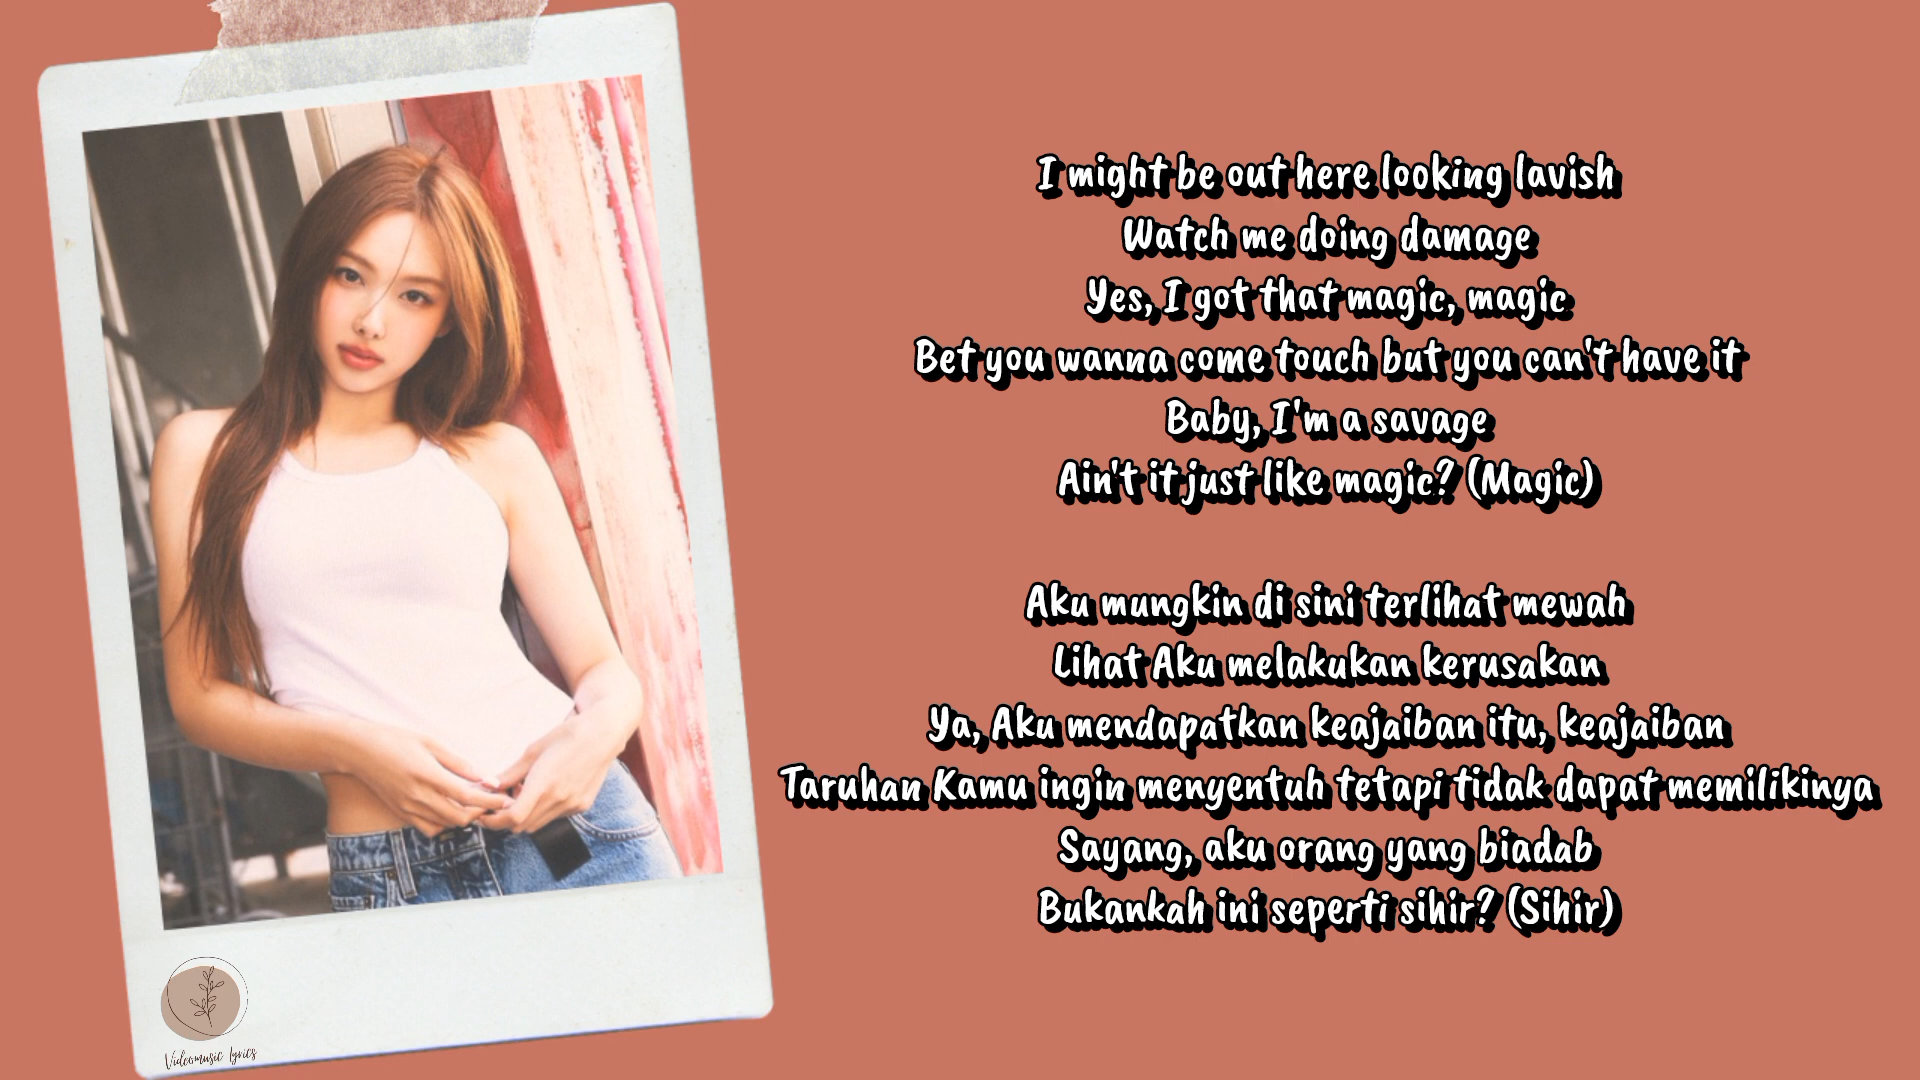 I might be out here looking lavish
Watch me doing damage
Yes, I got that magic, magic
Bet you wanna come touch but you can't have it
Baby, I'm a savage
Ain't it just like magic? (Magic)
Aku mungkin di sini terlihat mewah
Lihat Aku melakukan kerusakan
Ya, Aku mendapatkan keajaiban itu, keajaiban
Taruhan Kamu ingin menyentuh tetapi tidak dapat memilikinya
Sayang, aku orang yang biadab
Bukankah ini seperti sihir? (Sihir)
Videomusic Lyrics